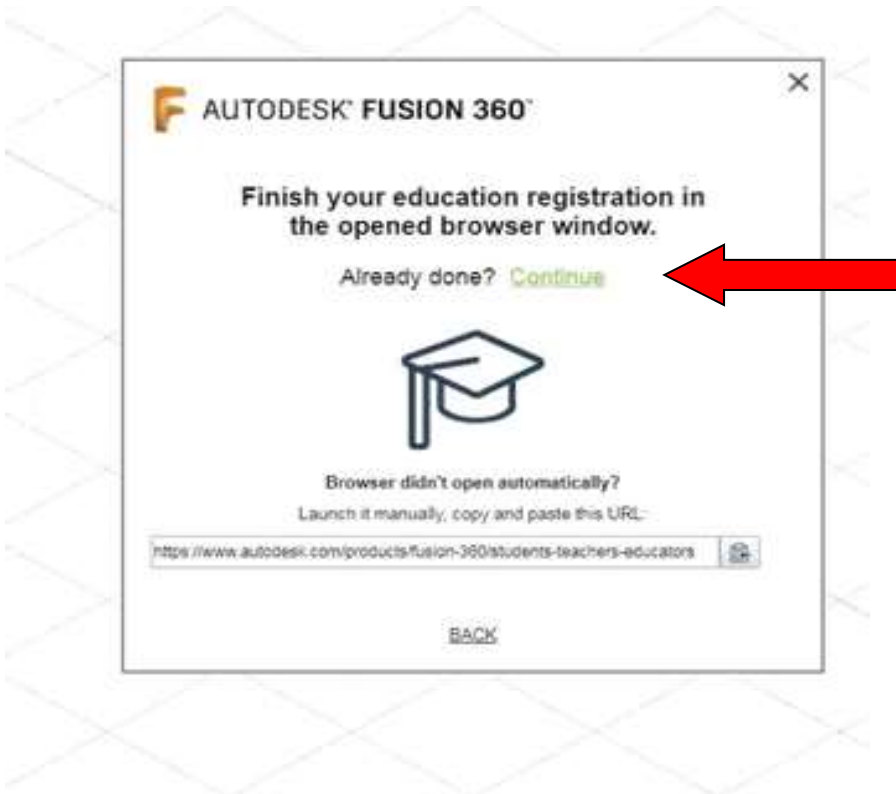 AUTODESK® FUSION 360™
Finish your education registration in
the opened browser window.
Already done? Continue
Browser didn't open automatically?
Launch it manually, copy and paste this URL:
https://www.autodesk.com/products/fusion-360/students-teachers-educators
BACK